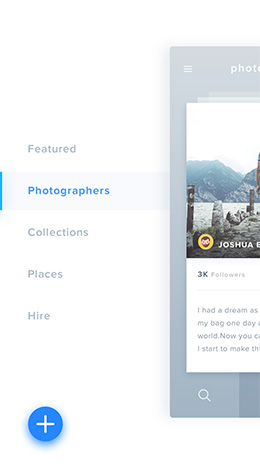 photo
Featured
Photographers
Collections
Places
Hire
JOSHUA E
3K Followers
I had a dream as
my bag one day a
world.Now you ca
I start to make thi